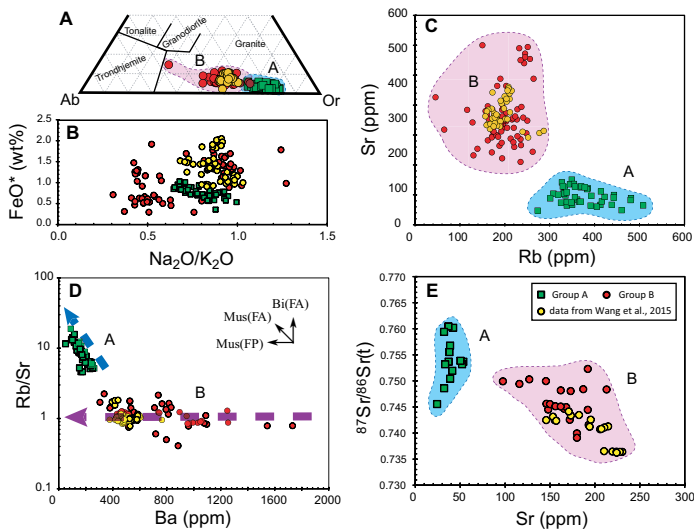 A
Tonalite
Granodiorite
Granite
Trondhjemite
B
A
Ab
Or
B
FeO* (wt%)
2.5
2.0
1.5
1.0
0.5
0.0
0.0 0.5 1.0 1.5
Na2O/K2O
C
Sr (ppm)
600
500
400
300
200
100
0
B
A
0 100 200 300 400 500 600
Rb (ppm)
D
Rb/Sr
100
10
1
0.1
A
B
Bi(FA)
Mus(FA)
Mus(FP)
0 400 800 1200 1600 2000
Ba (ppm)
E
Group A Group B
data from Wang et al., 2015
87Sr/86Sr(t)
0.770
0.765
0.760
0.755
0.750
0.745
0.740
0.735
0.730
A
B
0 50 100 150 200 250 300
Sr (ppm)